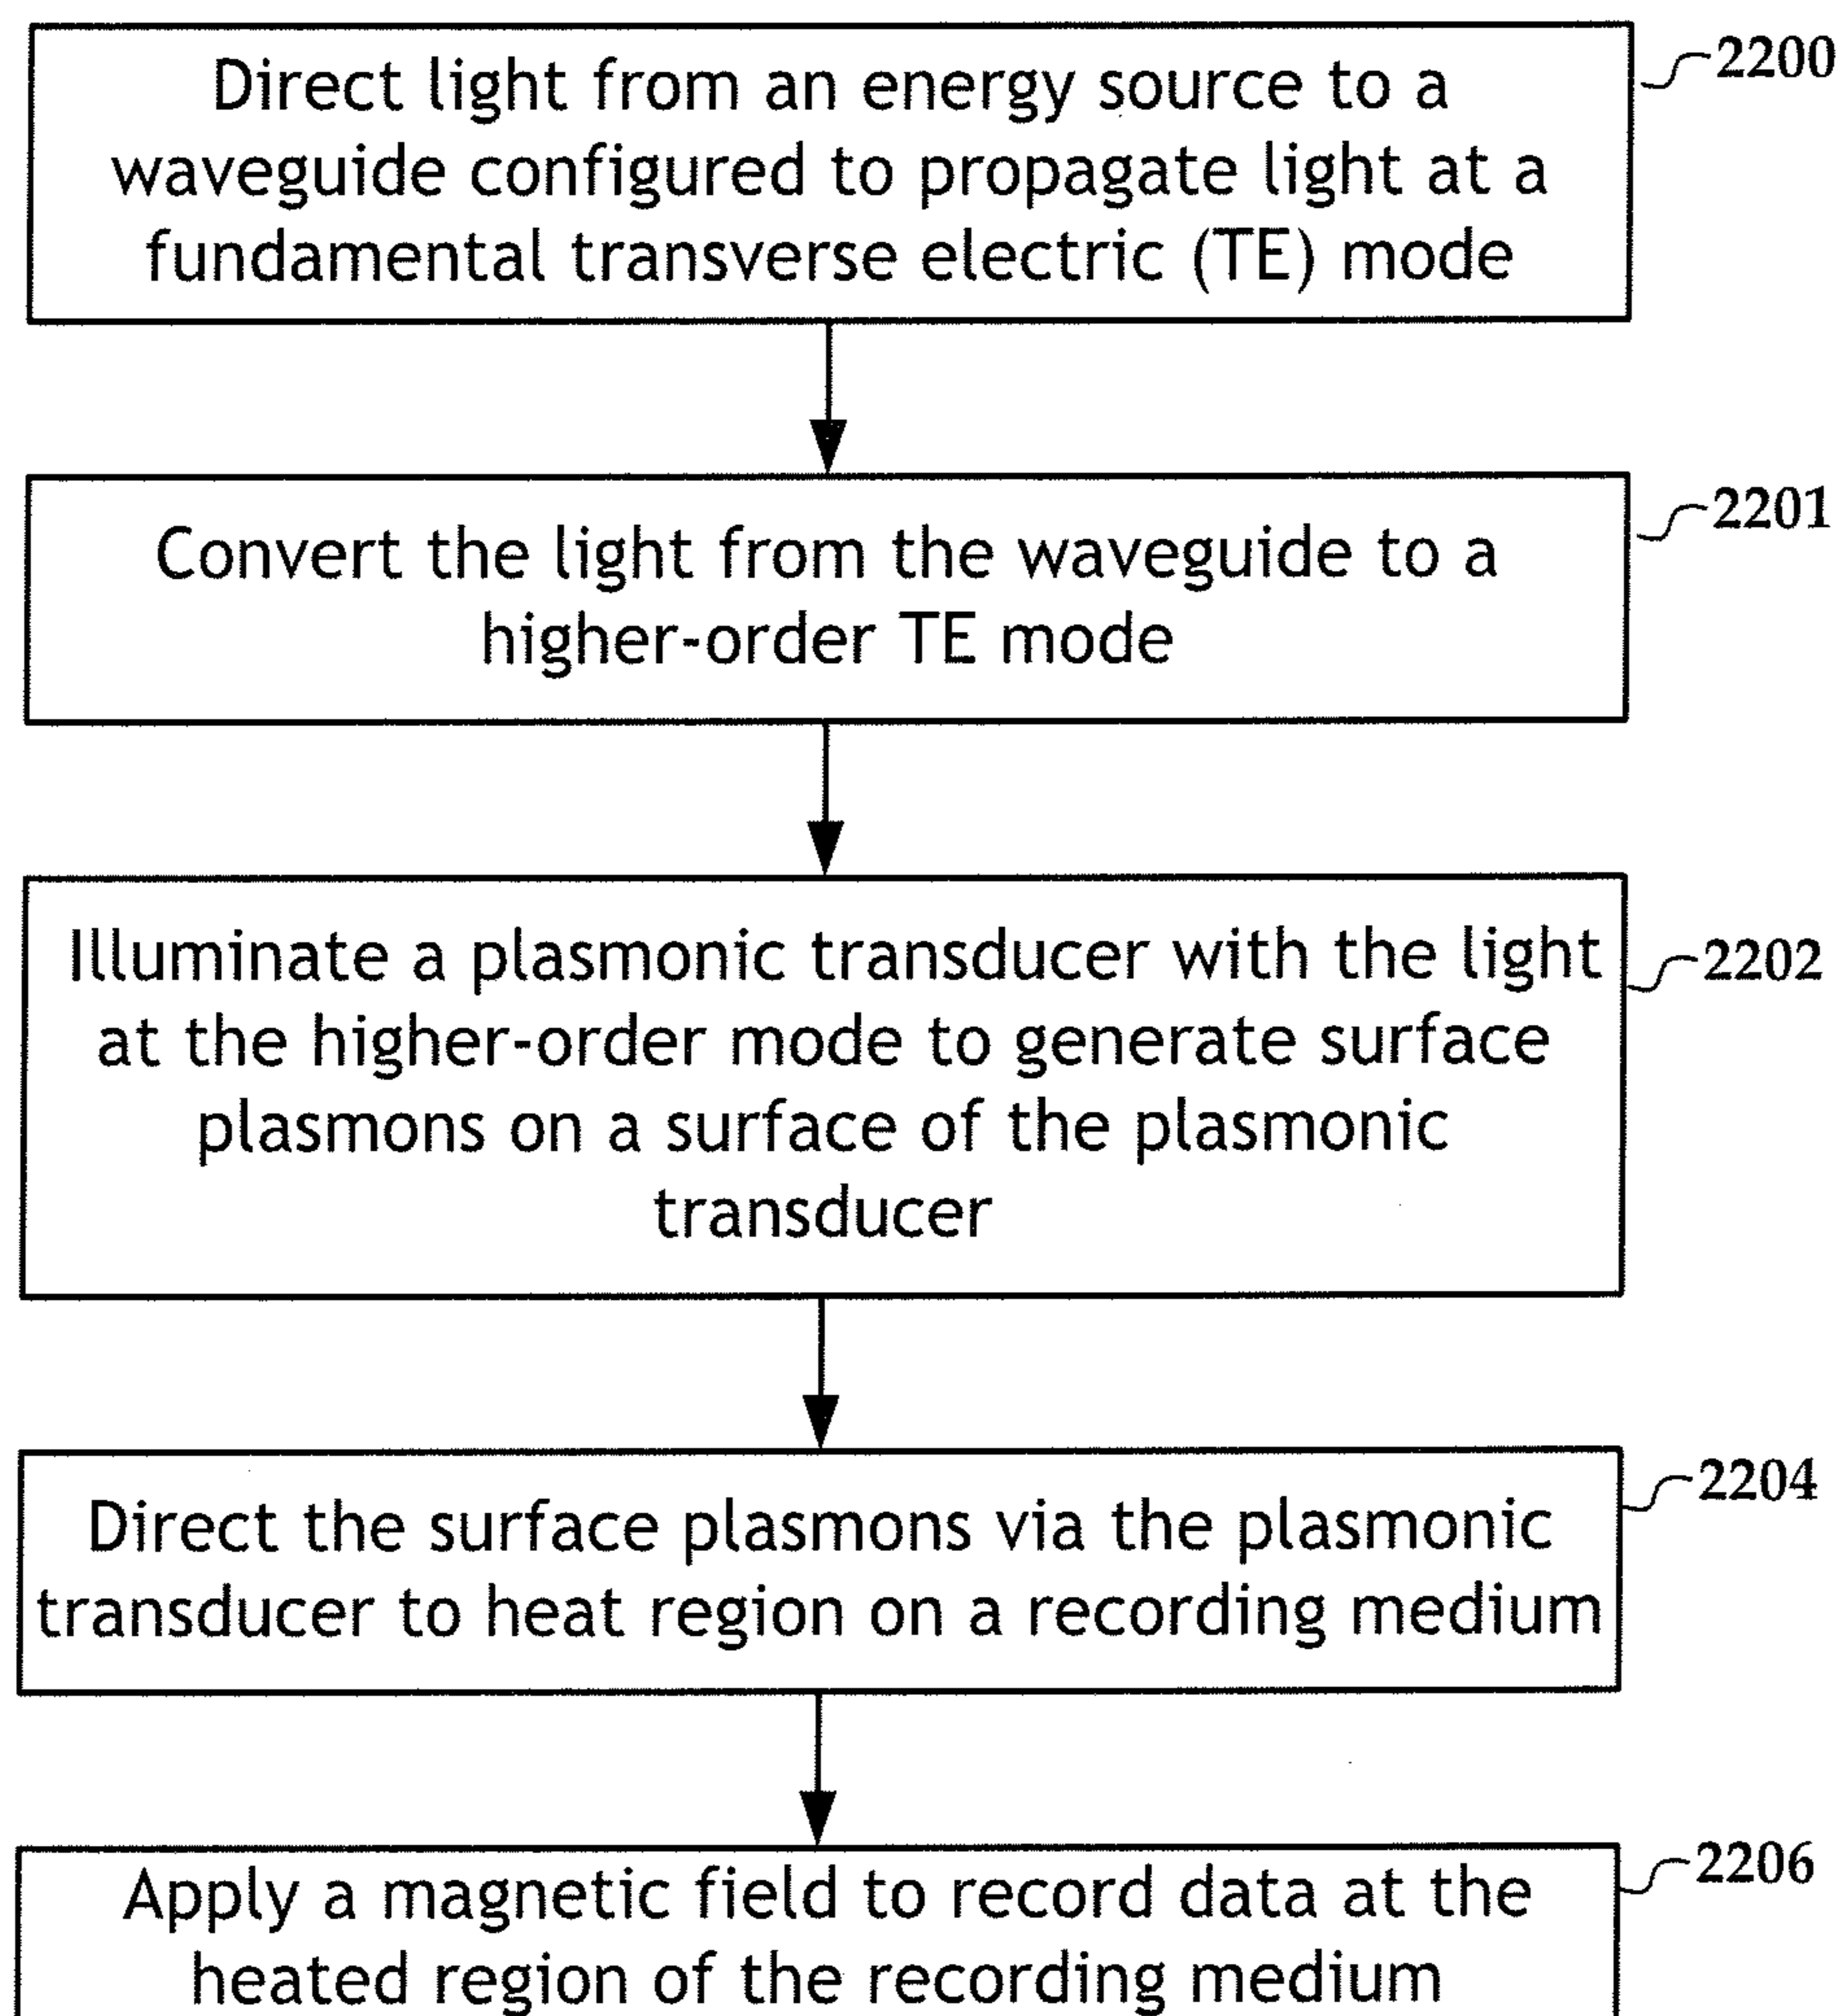 Direct light from an energy source to a
waveguide configured to propagate light at a
fundamental transverse electric (TE) mode
2200
Convert the light from the waveguide to a
higher-order TE mode
2201
Illuminate a plasmonic transducer with the light
at the higher-order mode to generate surface
plasmons on a surface of the plasmonic
transducer
2202
Direct the surface plasmons via the plasmonic
transducer to heat region on a recording medium
2204
Apply a magnetic field to record data at the
heated region of the recording medium
2206